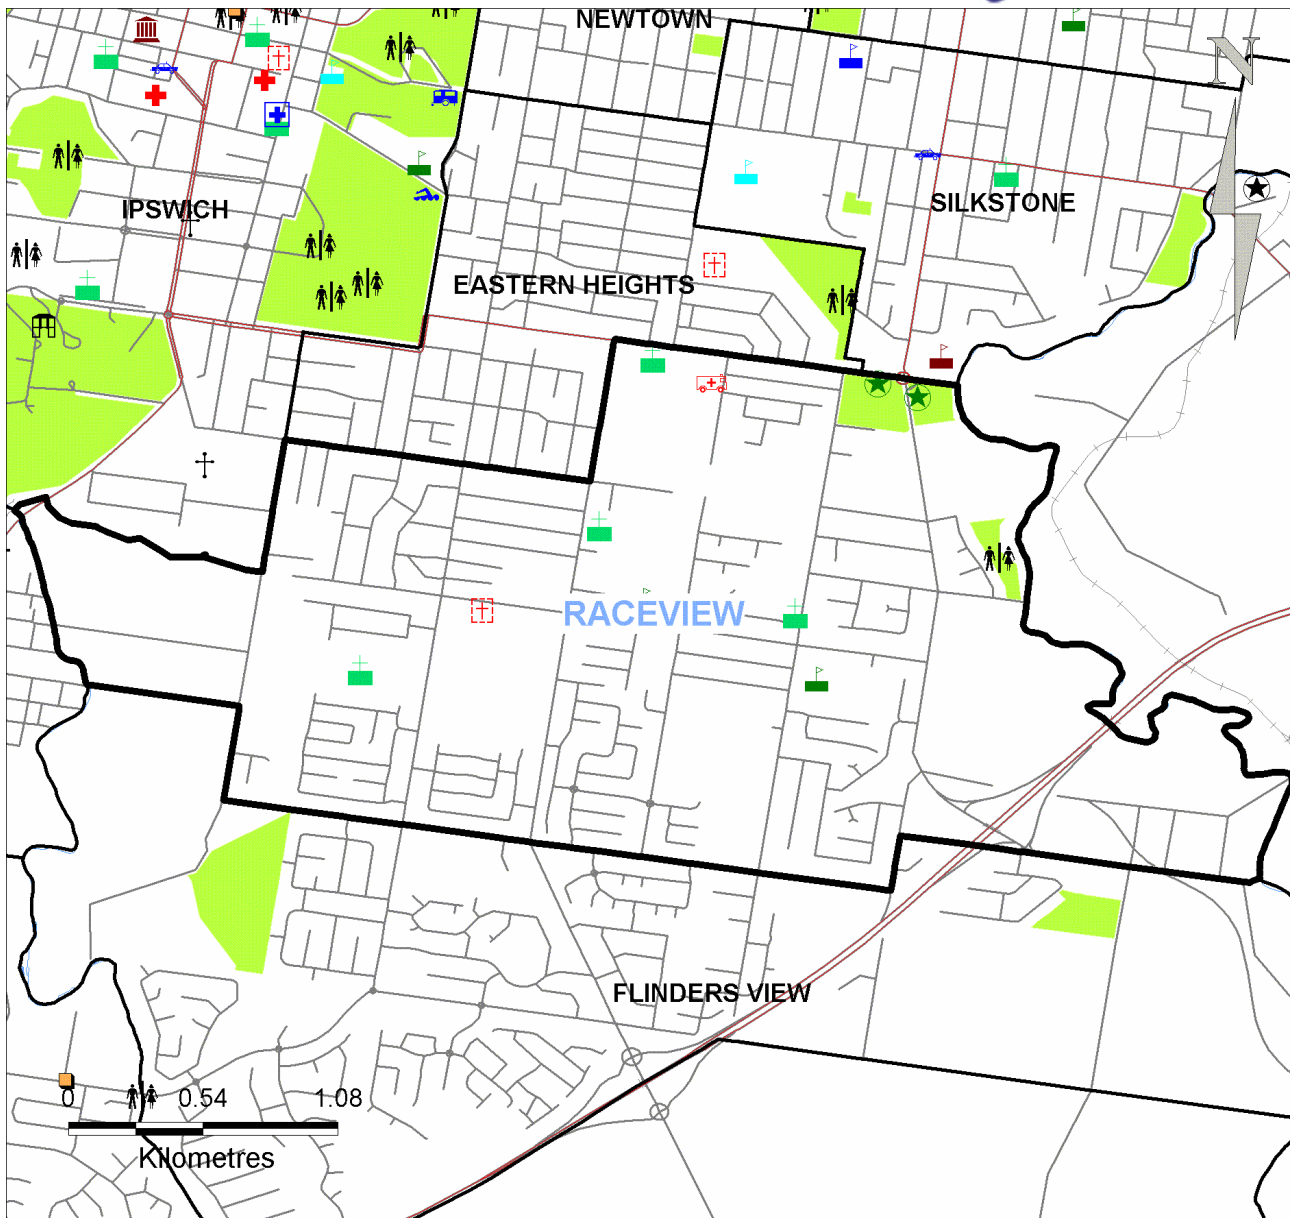 NEWTOWN
N
IPSWICH
SILKSTONE
EASTERN HEIGHTS
RACEVIEW
FLINDERS VIEW
0 0.54 1.08
Kilometres